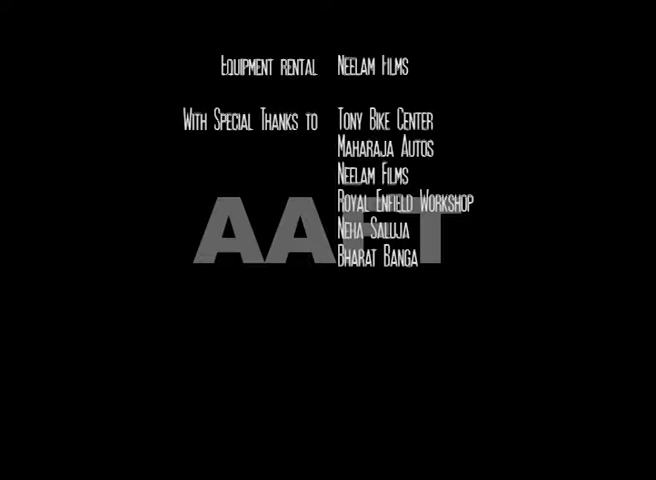 Equipment rental Neelam Films
With Special Thanks to Tony Bike Center
Maharaja Autos
Neelam Films
Royal Enfield Workshop
Neha Saluja
Bharat Banga
AAFT